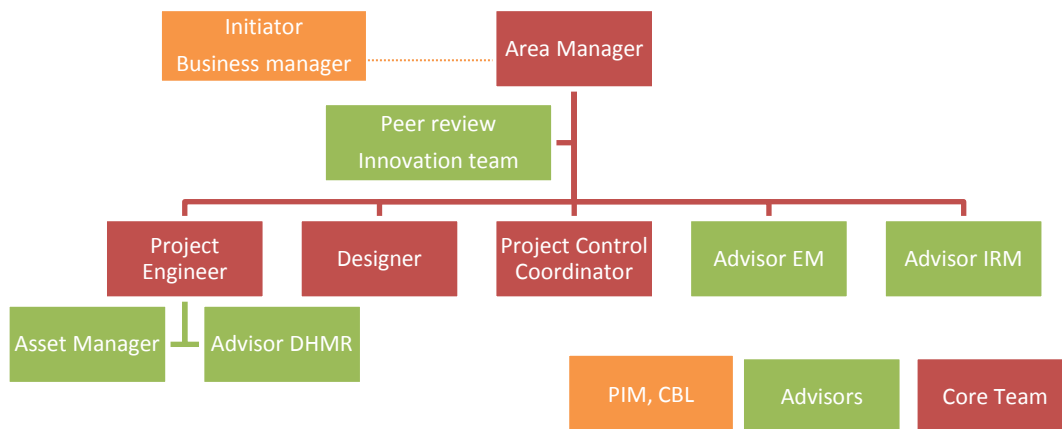 Initiator
Business manager
Area Manager
Peer review
Innovation team
Project
Engineer
Designer
Project Control
Coordinator
Advisor EM
Advisor IRM
Asset Manager
Advisor DHMR
PIM, CBL
Advisors
Core Team